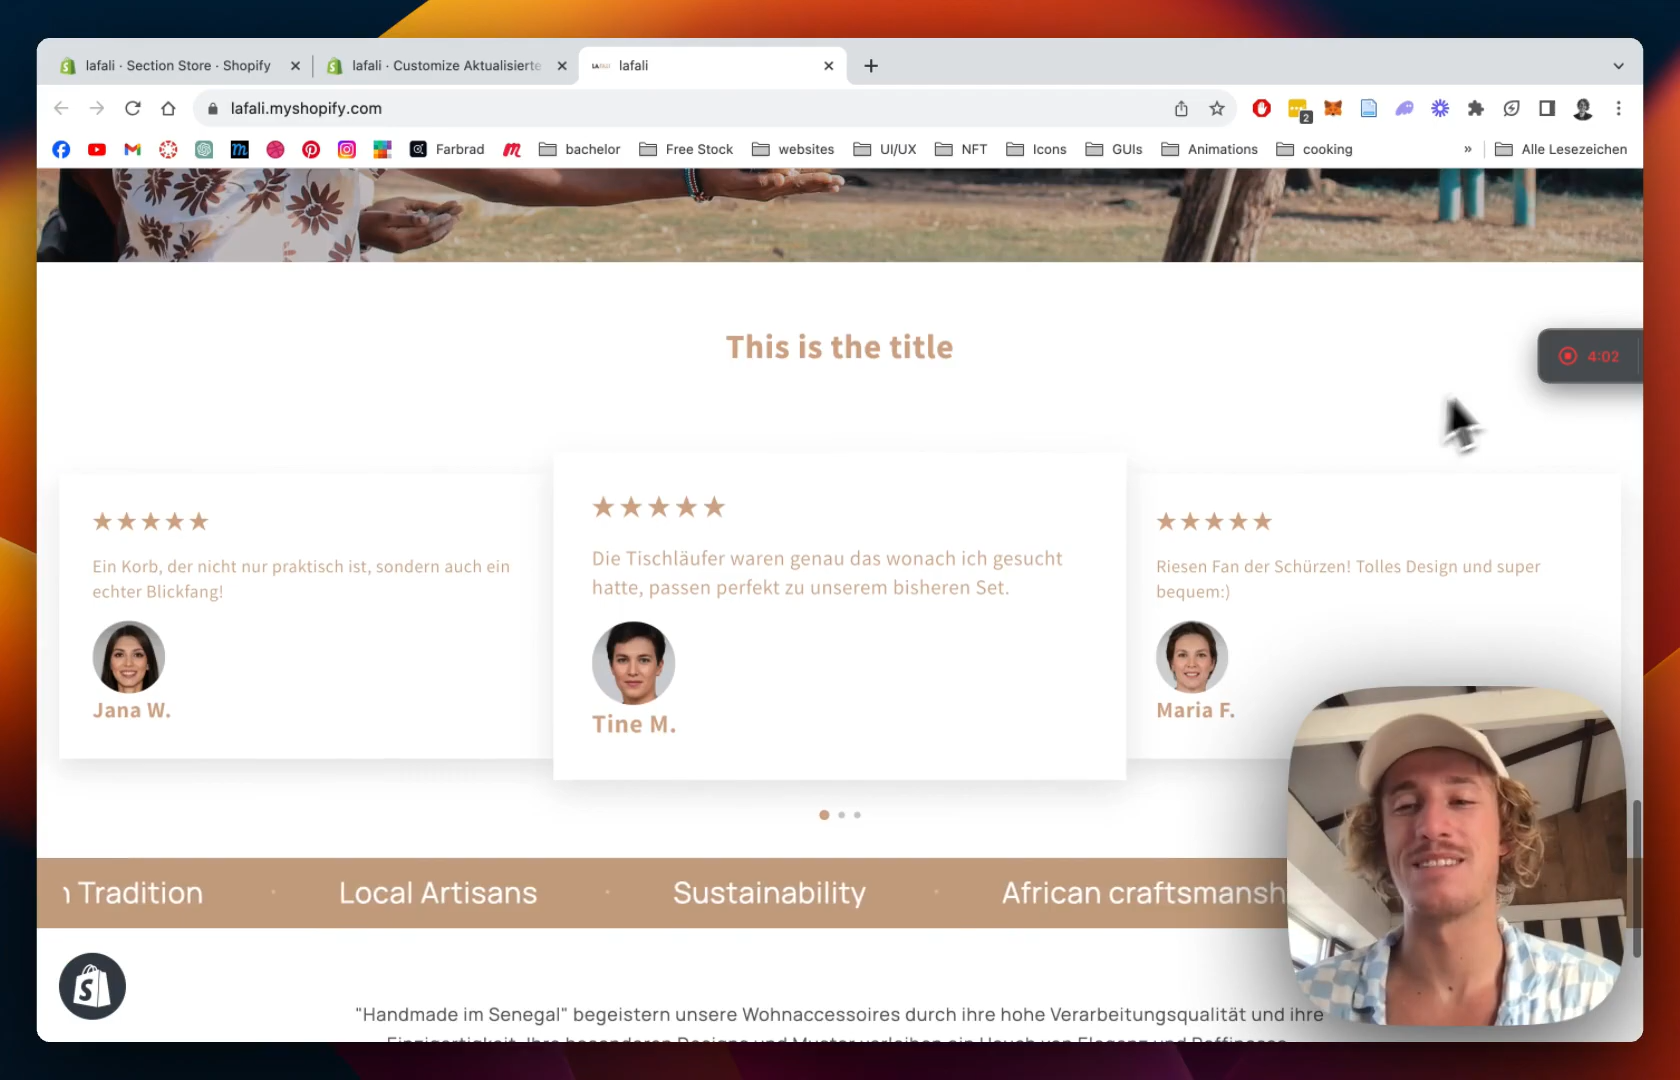 lafali · Section Store · Shopify
lafali · Customize Aktualisierte
lafali
lafali.myshopify.com
2
Farbrad
bachelor
Free Stock
websites
UI/UX
NFT
Icons
GUIs
Animations
cooking
»
Alle Lesezeichen
This is the title
4:02
★★★★★
Ein Korb, der nicht nur praktisch ist, sondern auch ein
echter Blickfang!
Jana W.
★★★★★
Die Tischläufer waren genau das wonach ich gesucht
hatte, passen perfekt zu unserem bisheren Set.
Tine M.
★★★★★
Riesen Fan der Schürzen! Tolles Design und super
bequem:)
Maria F.
n Tradition · Local Artisans · Sustainability · African craftsmansh
"Handmade im Senegal" begeistern unsere Wohnaccessoires durch ihre hohe Verarbeitungsqualität und ihre